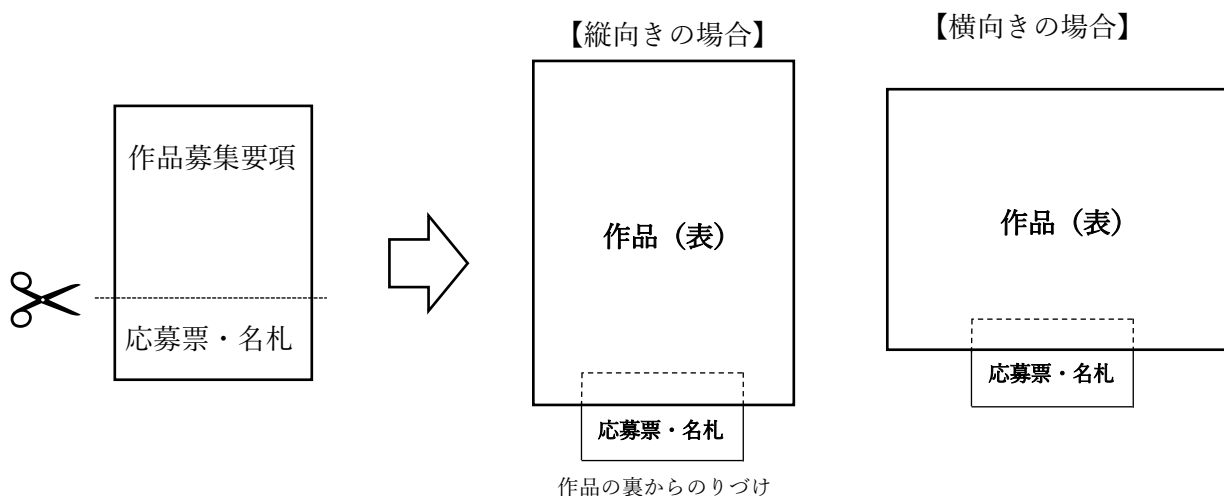 【縦向きの場合】
【横向きの場合】
作品募集要項
作品（表）
作品（表）
応募票・名札
応募票・名札
応募票・名札
作品の裏からのりづけ